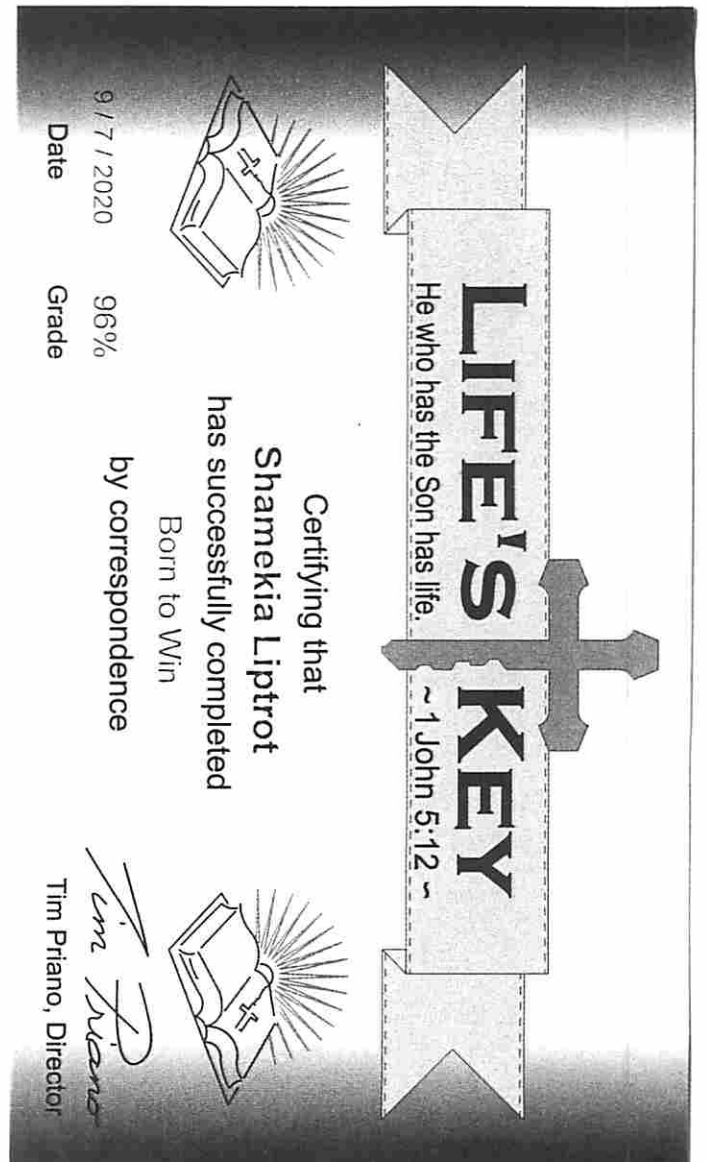 LIFE'S KEY
He who has the Son has life. ~ 1 John 5:12 ~
Certifying that
Shamekia Liptrot
has successfully completed
Born to Win
by correspondence
9/7/2020 96%
Date Grade
Tim Priano
Tim Priano, Director